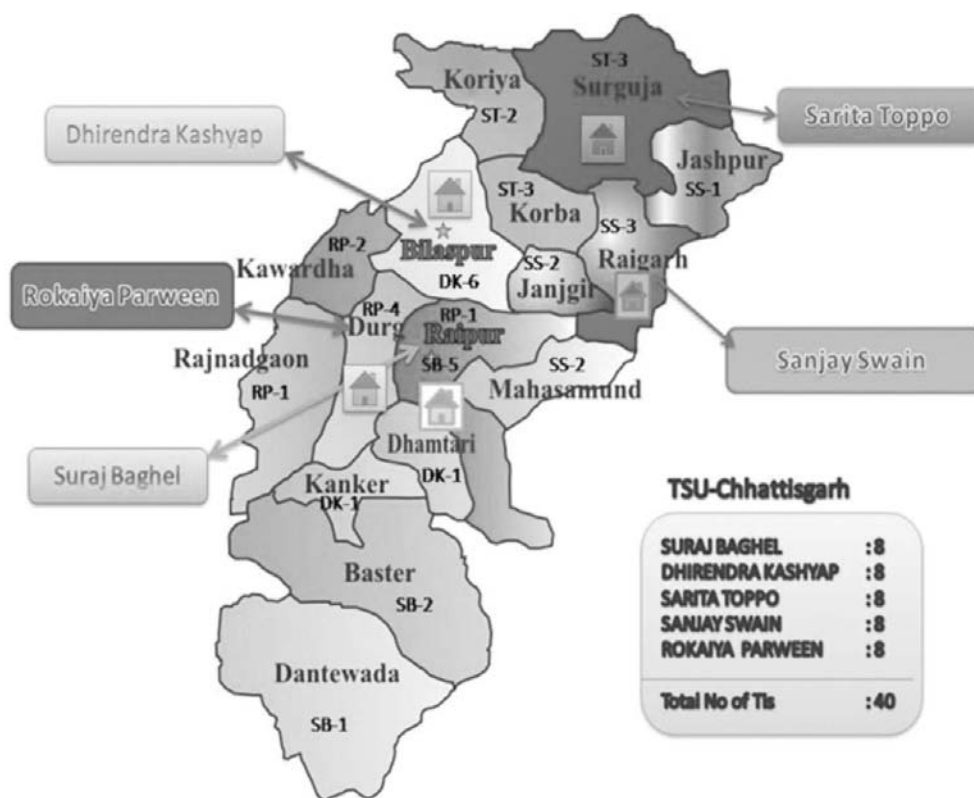 ST-3
Surguja
Koriya
ST-2
Sarita Toppo
Dhirendra Kashyap
Jashpur
SS-1
ST-3
Korba
SS-3
Raigarh
RP-2
Kawardha
Bilaspur
DK-6
SS-2
Janjgir
Rokaiya Parween
RP-4
Durg
RP-1
Raipur
SB-5
Rajnadgaon
RP-1
SS-2
Mahasamund
Sanjay Swain
Dhamtari
DK-1
Suraj Baghel
Kanker
DK-1
Baster
SB-2
Dantewada
SB-1
TSU-Chhattisgarh
SURAJ BAGHEL :8
DHIRENDRA KASHYAP :8
SARITA TOPPO :8
SANJAY SWAIN :8
ROKAIYA PARWEEN :8
Total No of TIs :40